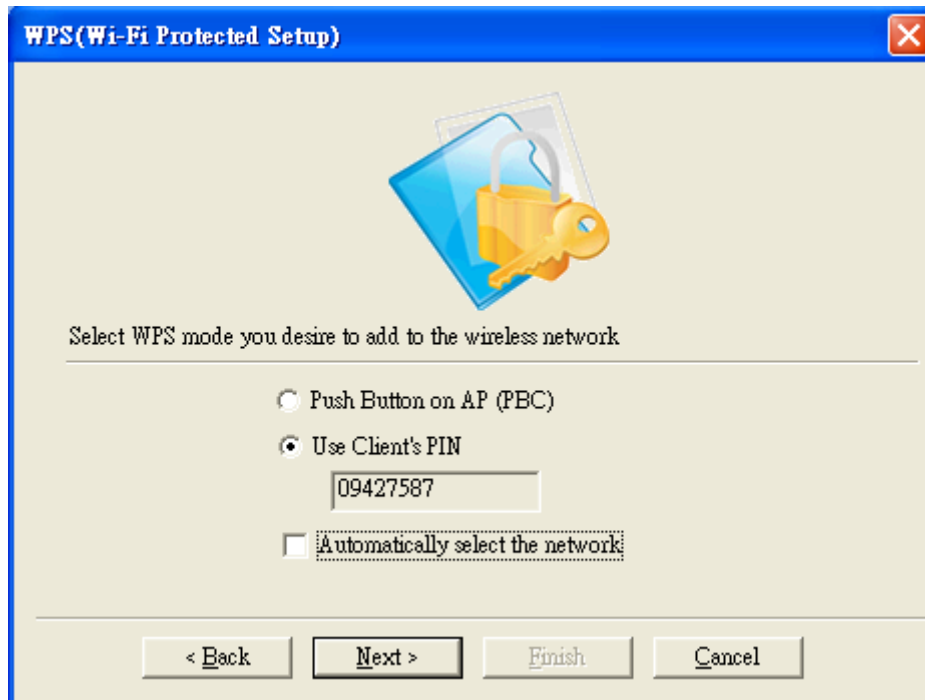 WPS(Wi-Fi Protected Setup)
Select WPS mode you desire to add to the wireless network
Push Button on AP (PBC)
Use Client's PIN
09427587
Automatically select the network
< Back Next > Finish Cancel